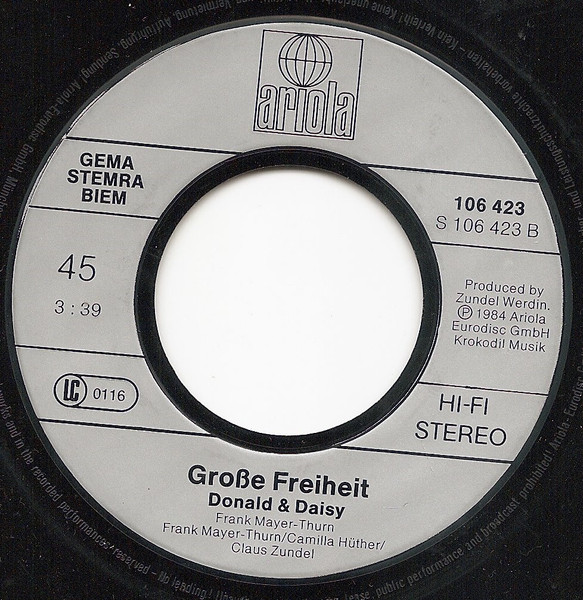 ariola
GEMA
STEMRA
BIEM
106 423
S 106 423 B
45
3 : 39
Produced by
Zundel Werdin.
Ⓟ 1984 Ariola
Eurodisc GmbH
Krokodil Musik
LC 0116
HI-FI
STEREO
Große Freiheit
Donald & Daisy
Frank Mayer-Thurn
Frank Mayer-Thurn/Camilla Hüther/
Claus Zundel